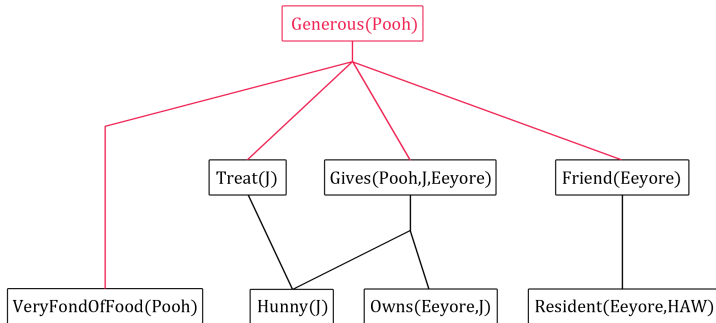 Generous(Pooh)
Treat(J)
Gives(Pooh,J,Eeyore)
Friend(Eeyore)
VeryFondOfFood(Pooh)
Hunny(J)
Owns(Eeyore,J)
Resident(Eeyore,HAW)